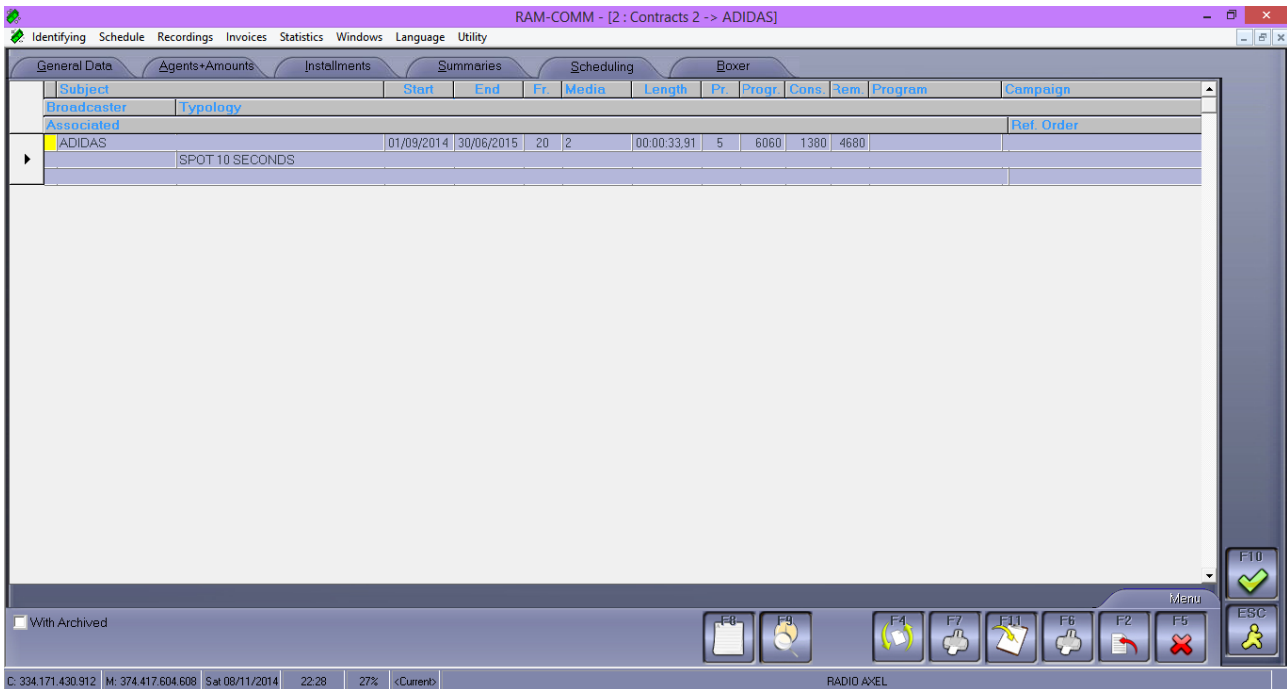 RAM-COMM - [2 : Contracts 2 -> ADIDAS]
Identifying Schedule Recordings Invoices Statistics Windows Language Utility
General Data Agents+Amounts Installments Summaries Scheduling Boxer
Subject Start End Fr. Media Length Pr. Progr. Cons. Rem. Program Campaign
Broadcaster Typology
Associated Ref. Order
ADIDAS 01/09/2014 30/06/2015 20 2 00:00:33,91 5 6060 1380 4680
SPOT 10 SECONDS
F10
Menu
With Archived F8 F9 F4 F7 F11 F6 F2 F5 ESC
C: 334.171.430.912 M: 374.417.604.608 Sat 08/11/2014 22:28 27% <Current> RADIO AXEL